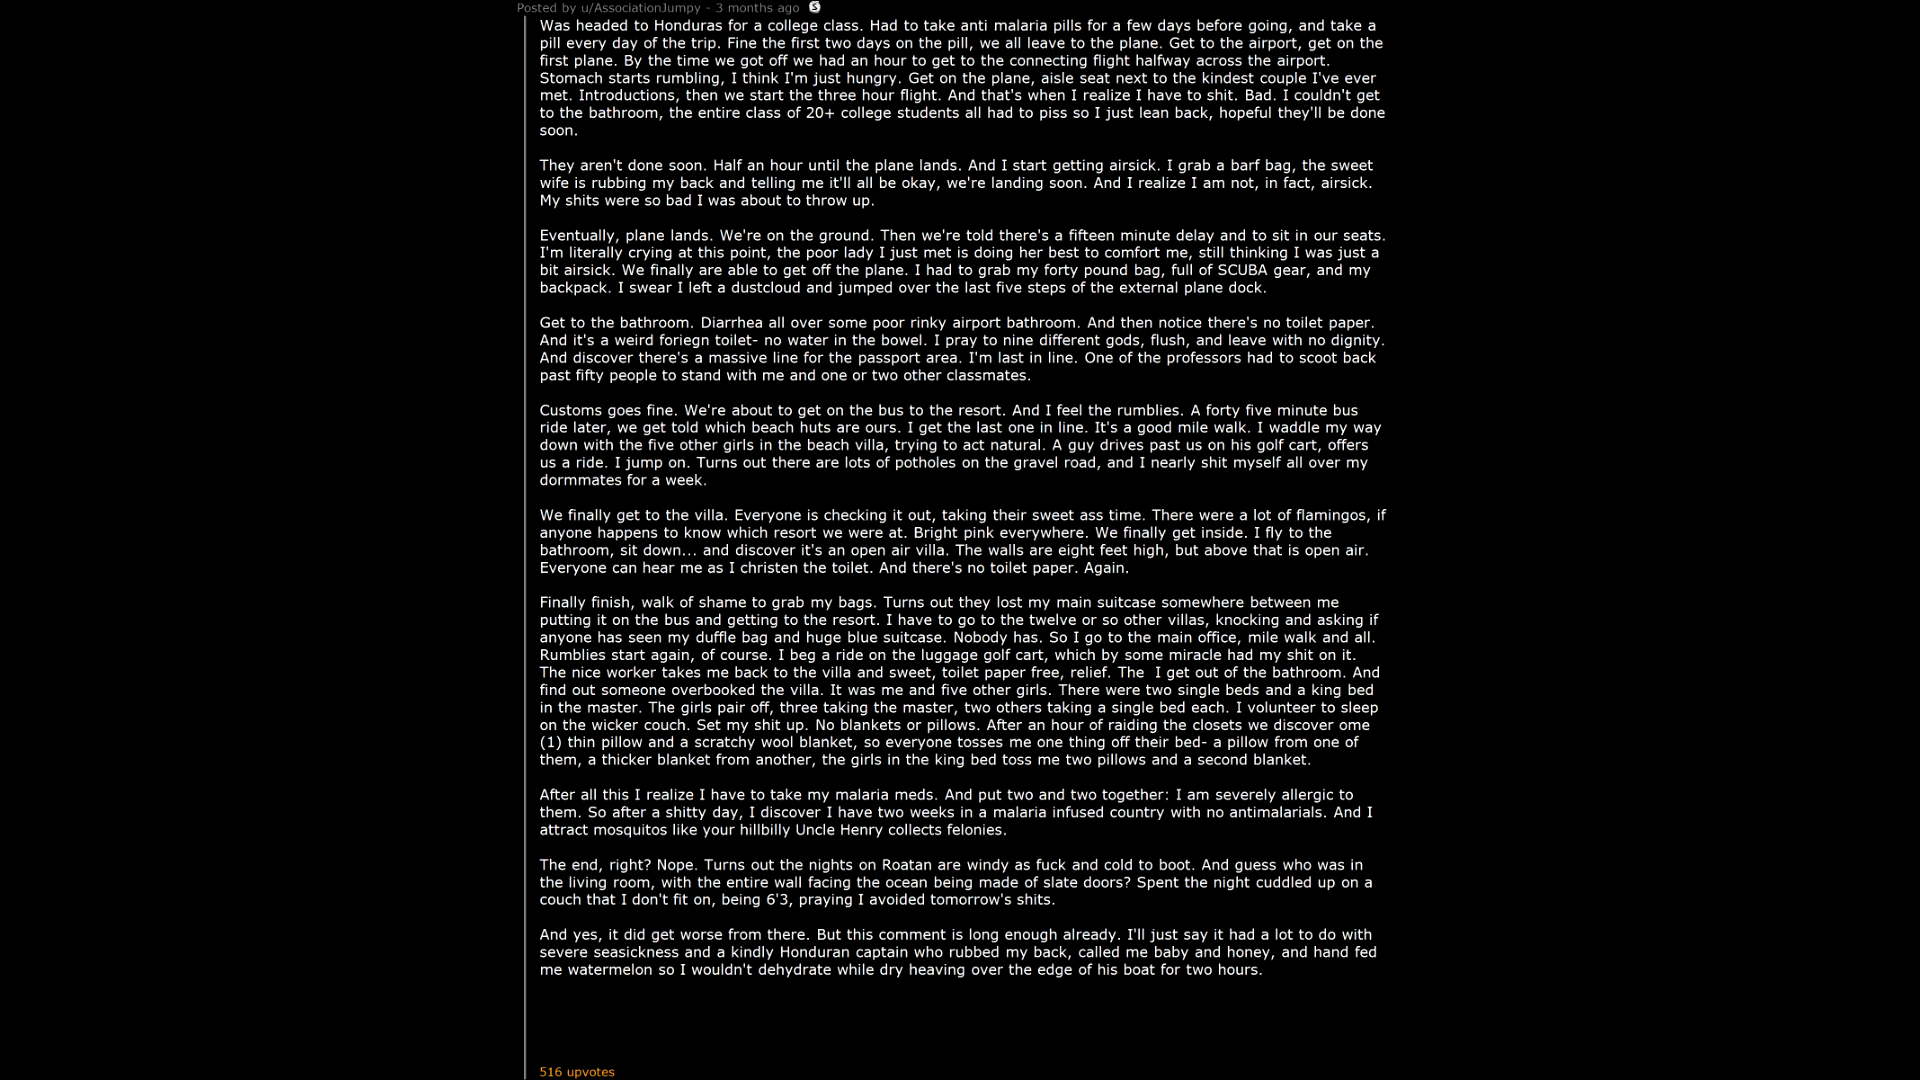 Posted by u/AssociationJumpy - 3 months ago
Was headed to Honduras for a college class. Had to take anti malaria pills for a few days before going, and take a
pill every day of the trip. Fine the first two days on the pill, we all leave to the plane. Get to the airport, get on the
first plane. By the time we got off we had an hour to get to the connecting flight halfway across the airport.
Stomach starts rumbling, I think I'm just hungry. Get on the plane, aisle seat next to the kindest couple I've ever
met. Introductions, then we start the three hour flight. And that's when I realize I have to shit. Bad. I couldn't get
to the bathroom, the entire class of 20+ college students all had to piss so I just lean back, hopeful they'll be done
soon.
They aren't done soon. Half an hour until the plane lands. And I start getting airsick. I grab a barf bag, the sweet
wife is rubbing my back and telling me it'll all be okay, we're landing soon. And I realize I am not, in fact, airsick.
My shits were so bad I was about to throw up.
Eventually, plane lands. We're on the ground. Then we're told there's a fifteen minute delay and to sit in our seats.
I'm literally crying at this point, the poor lady I just met is doing her best to comfort me, still thinking I was just a
bit airsick. We finally are able to get off the plane. I had to grab my forty pound bag, full of SCUBA gear, and my
backpack. I swear I left a dustcloud and jumped over the last five steps of the external plane dock.
Get to the bathroom. Diarrhea all over some poor rinky airport bathroom. And then notice there's no toilet paper.
And it's a weird foriegn toilet- no water in the bowel. I pray to nine different gods, flush, and leave with no dignity.
And discover there's a massive line for the passport area. I'm last in line. One of the professors had to scoot back
past fifty people to stand with me and one or two other classmates.
Customs goes fine. We're about to get on the bus to the resort. And I feel the rumblies. A forty five minute bus
ride later, we get told which beach huts are ours. I get the last one in line. It's a good mile walk. I waddle my way
down with the five other girls in the beach villa, trying to act natural. A guy drives past us on his golf cart, offers
us a ride. I jump on. Turns out there are lots of potholes on the gravel road, and I nearly shit myself all over my
dormmates for a week.
We finally get to the villa. Everyone is checking it out, taking their sweet ass time. There were a lot of flamingos, if
anyone happens to know which resort we were at. Bright pink everywhere. We finally get inside. I fly to the
bathroom, sit down... and discover it's an open air villa. The walls are eight feet high, but above that is open air.
Everyone can hear me as I christen the toilet. And there's no toilet paper. Again.
Finally finish, walk of shame to grab my bags. Turns out they lost my main suitcase somewhere between me
putting it on the bus and getting to the resort. I have to go to the twelve or so other villas, knocking and asking if
anyone has seen my duffle bag and huge blue suitcase. Nobody has. So I go to the main office, mile walk and all.
Rumblies start again, of course. I beg a ride on the luggage golf cart, which by some miracle had my shit on it.
The nice worker takes me back to the villa and sweet, toilet paper free, relief. The  I get out of the bathroom. And
find out someone overbooked the villa. It was me and five other girls. There were two single beds and a king bed
in the master. The girls pair off, three taking the master, two others taking a single bed each. I volunteer to sleep
on the wicker couch. Set my shit up. No blankets or pillows. After an hour of raiding the closets we discover ome
(1) thin pillow and a scratchy wool blanket, so everyone tosses me one thing off their bed- a pillow from one of
them, a thicker blanket from another, the girls in the king bed toss me two pillows and a second blanket.
After all this I realize I have to take my malaria meds. And put two and two together: I am severely allergic to
them. So after a shitty day, I discover I have two weeks in a malaria infused country with no antimalarials. And I
attract mosquitos like your hillbilly Uncle Henry collects felonies.
The end, right? Nope. Turns out the nights on Roatan are windy as fuck and cold to boot. And guess who was in
the living room, with the entire wall facing the ocean being made of slate doors? Spent the night cuddled up on a
couch that I don't fit on, being 6'3, praying I avoided tomorrow's shits.
And yes, it did get worse from there. But this comment is long enough already. I'll just say it had a lot to do with
severe seasickness and a kindly Honduran captain who rubbed my back, called me baby and honey, and hand fed
me watermelon so I wouldn't dehydrate while dry heaving over the edge of his boat for two hours.
516 upvotes